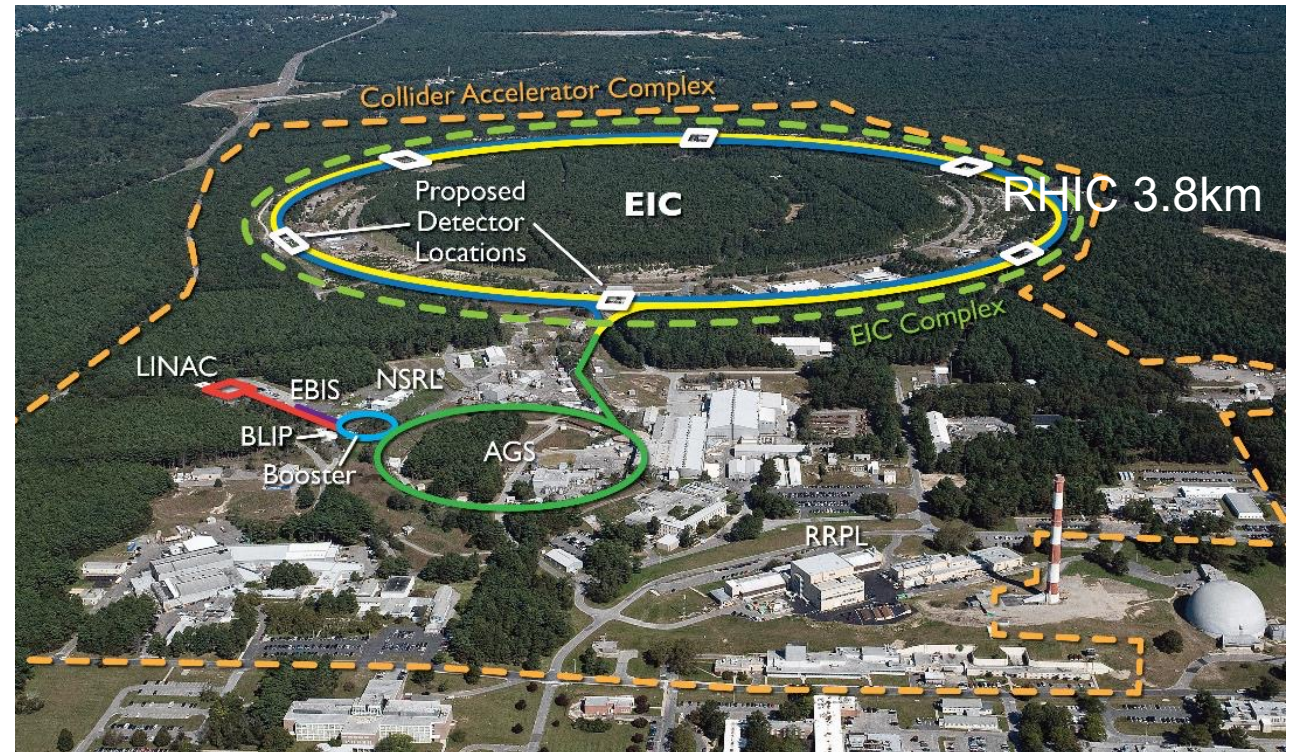 Collider Accelerator Complex
Proposed
Detector
Locations
EIC
RHIC 3.8km
EIC Complex
LINAC
EBIS
NSRL
BLIP
Booster
AGS
RRPL